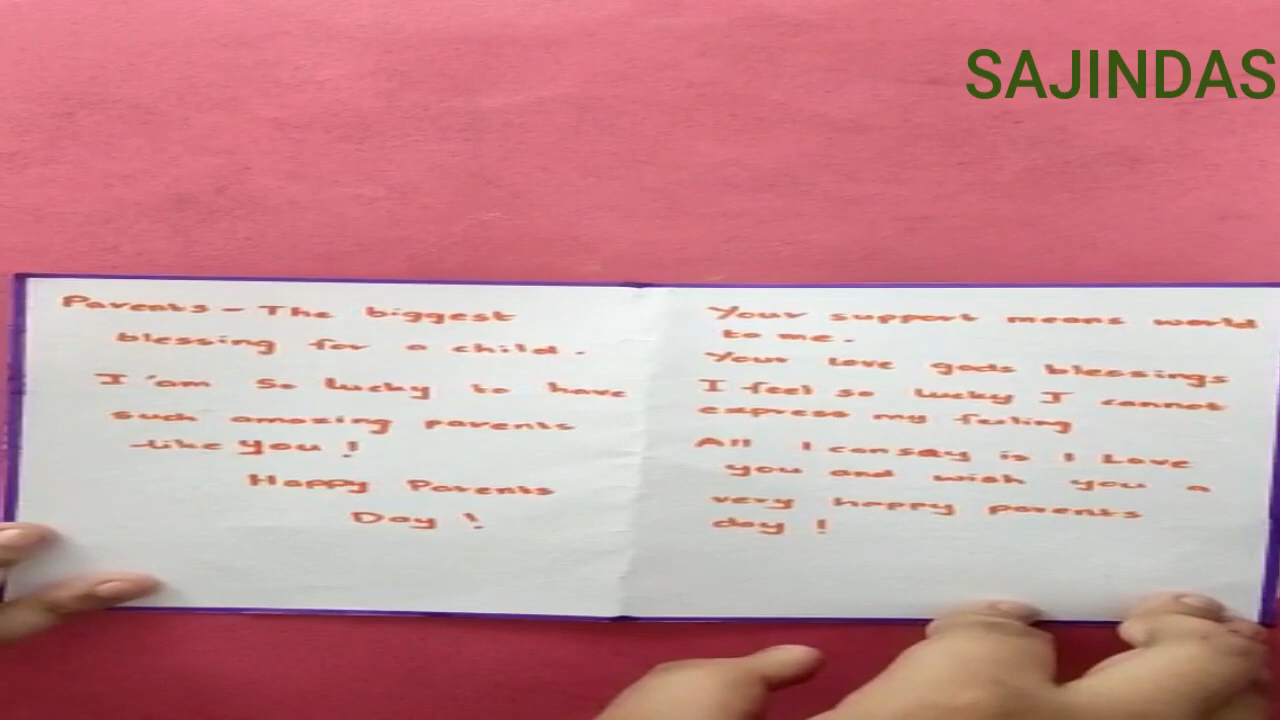 SAJINDAS
Parents - The biggest
blessing for a child.
I 'am so lucky to have
such amazing parents
like you !
Happy Parents
Day !
Your support means world
to me.
Your love gods blessings
I feel so lucky I cannot
express my feeling
All I can say is I Love
you and wish you a
very happy parents
day !